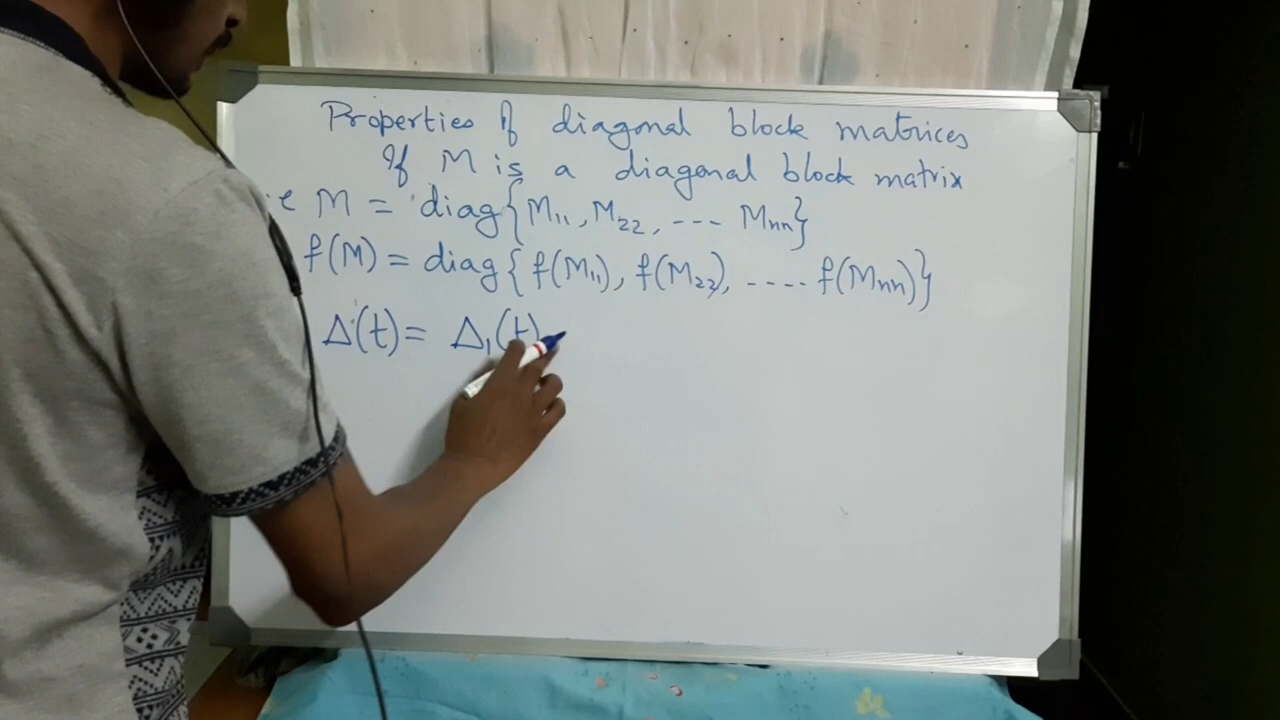 Properties of diagonal block matrices
If M is a diagonal block matrix
i.e M = diag{M₁₁, M₂₂, ---- Mₙₙ}
f(M) = diag{f(M₁₁), f(M₂₂), ---- f(Mₙₙ)}
Δ(t) = Δ₁(t)